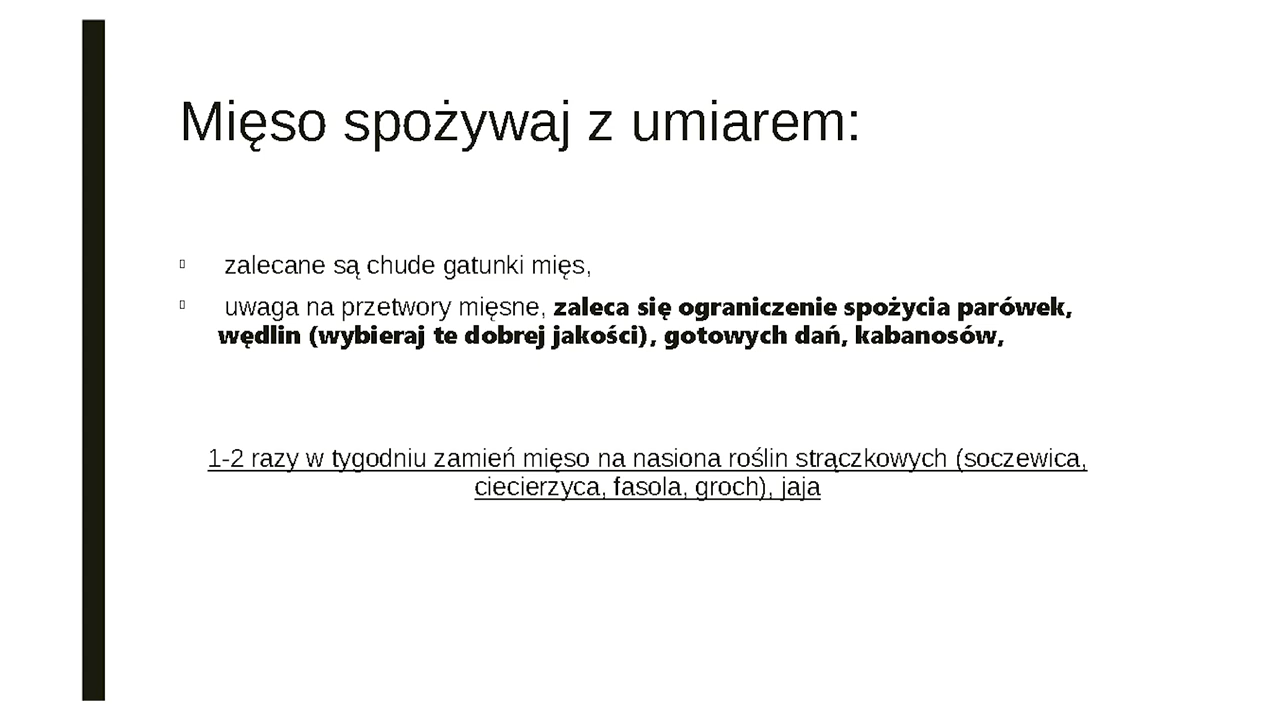 Mięso spożywaj z umiarem:
zalecane są chude gatunki mięs,
uwaga na przetwory mięsne, zaleca się ograniczenie spożycia parówek,
wędlin (wybieraj te dobrej jakości), gotowych dań, kabanosów,
1-2 razy w tygodniu zamień mięso na nasiona roślin strączkowych (soczewica,
ciecierzyca, fasola, groch), jaja